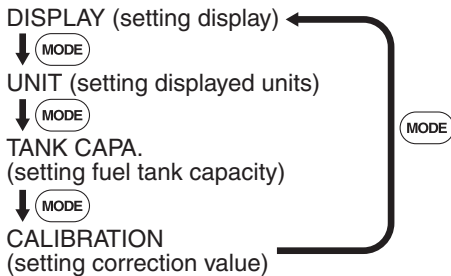 DISPLAY (setting display)
MODE
UNIT (setting displayed units)
MODE
MODE
TANK CAPA.
(setting fuel tank capacity)
MODE
CALIBRATION
(setting correction value)